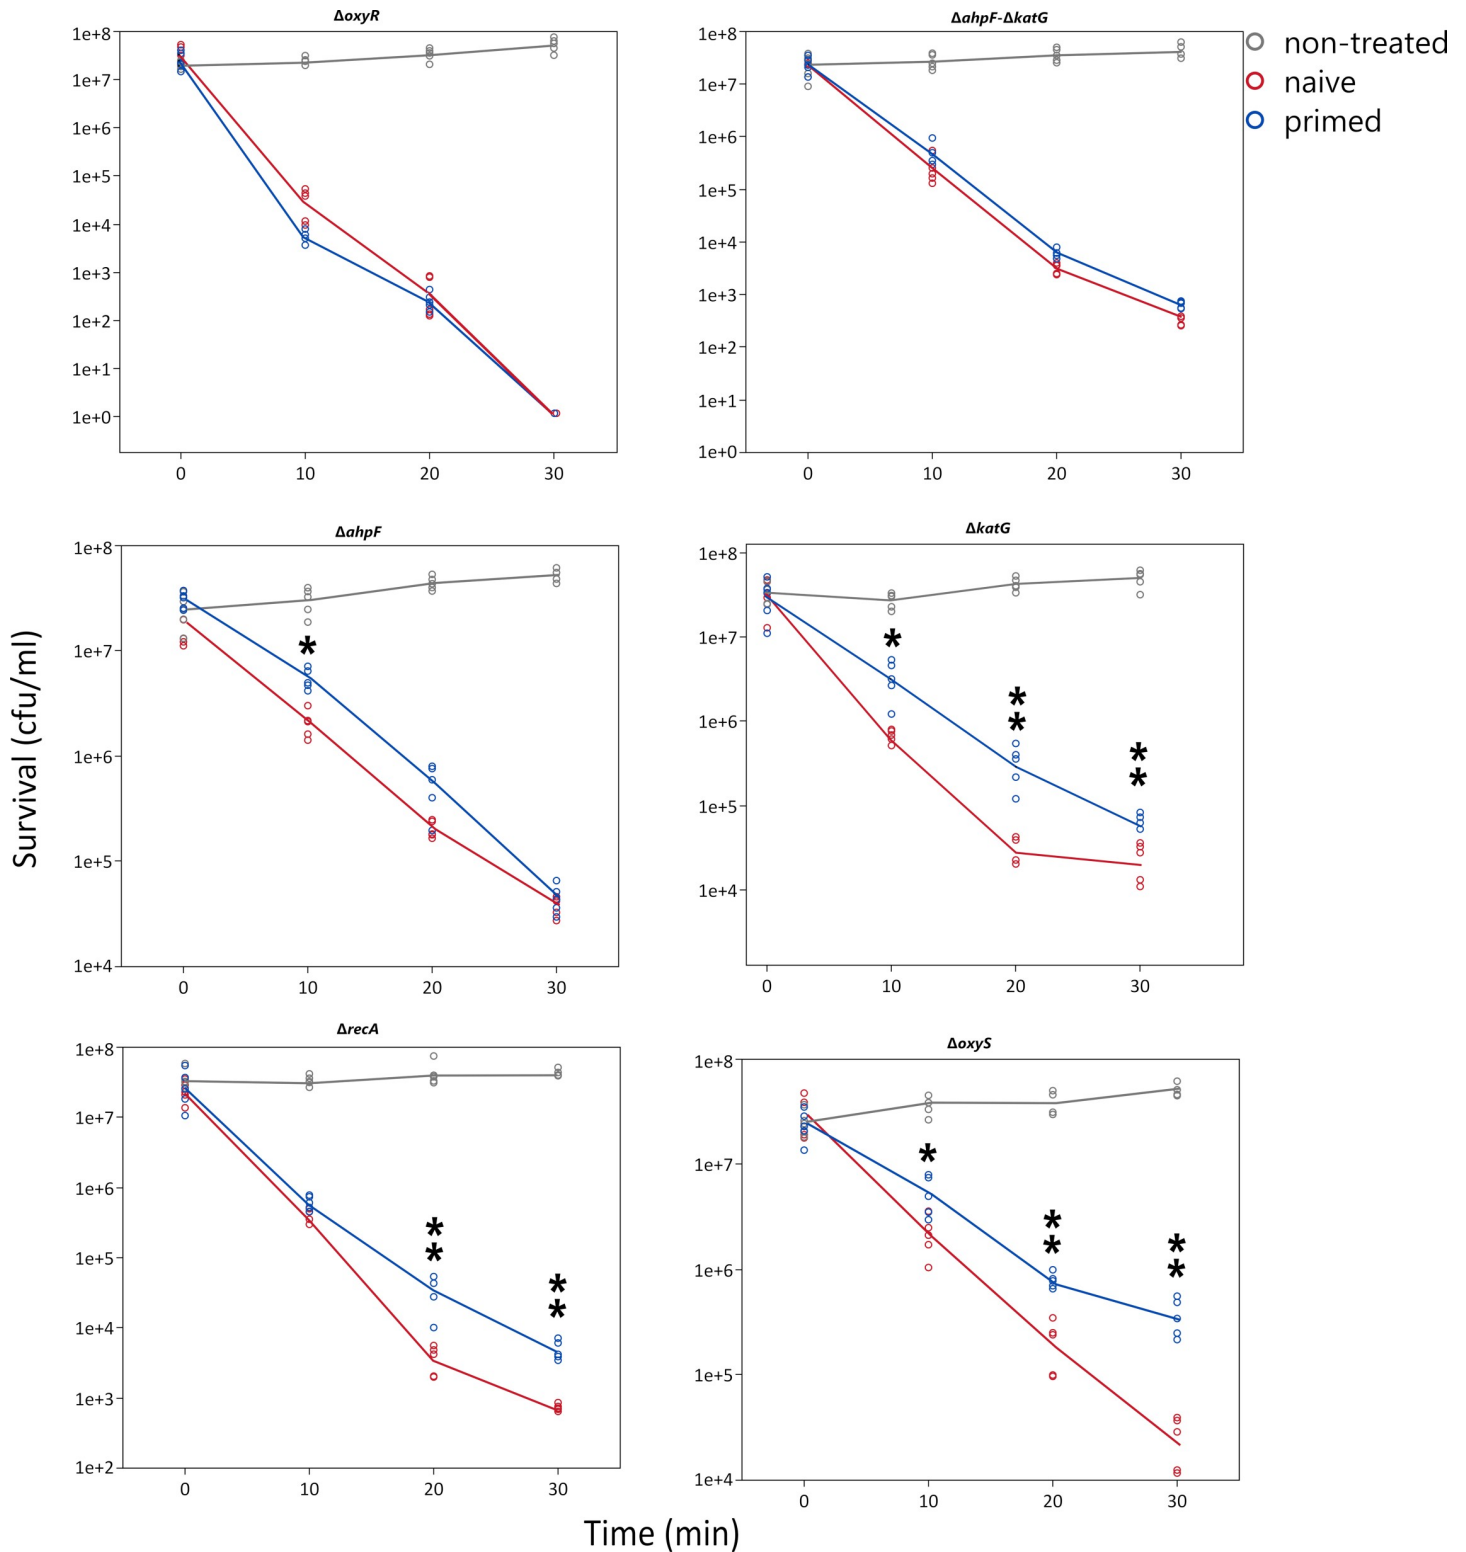 ΔoxyR
1e+8
1e+7
1e+6
1e+5
1e+4
1e+3
1e+2
1e+1
1e+0
0 10 20 30
ΔahpF-ΔkatG
1e+8
1e+7
1e+6
1e+5
1e+4
1e+3
1e+2
1e+1
1e+0
0 10 20 30
non-treated
naive
primed
ΔahpF
1e+8
1e+7
1e+6
1e+5
1e+4
*
0 10 20 30
ΔkatG
1e+8
1e+7
1e+6
1e+5
1e+4
*
* *
* *
0 10 20 30
ΔrecA
1e+8
1e+7
1e+6
1e+5
1e+4
1e+3
1e+2
* *
* *
0 10 20 30
ΔoxyS
1e+8
1e+7
1e+6
1e+5
1e+4
*
* *
* *
0 10 20 30
Survival (cfu/ml)
Time (min)